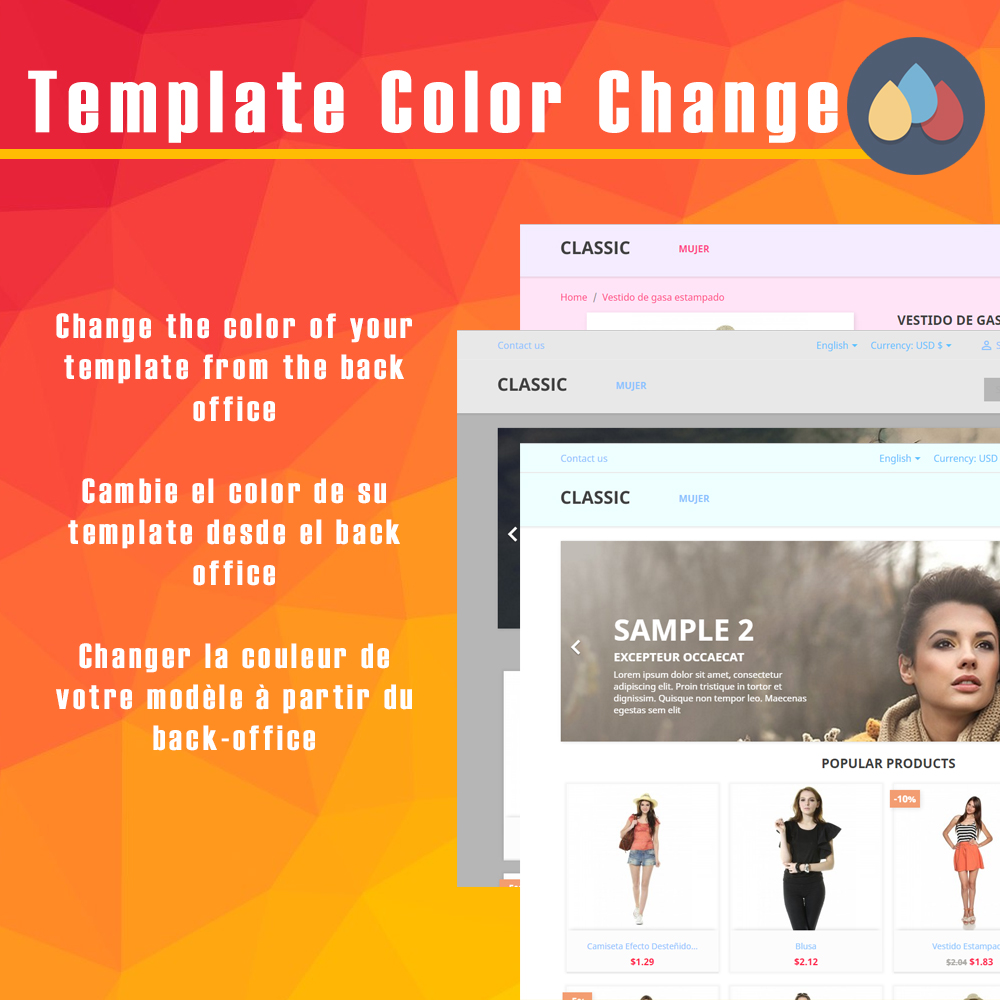 Template Color Change
Change the color of your
template from the back
office
Cambie el color de su
template desde el back
office
Changer la couleur de
votre modèle à partir du
back-office
CLASSIC MUJER
Home / Vestido de gasa estampado
VESTIDO DE GAS
Contact us English Currency: USD $ S
CLASSIC MUJER
Contact us English Currency: USD
CLASSIC MUJER
SAMPLE 2
EXCEPTEUR OCCAECAT
Lorem ipsum dolor sit amet, consectetur
adipiscing elit. Proin tristique in tortor et
dignissim. Quisque non tempor leo. Maecenas
egestas sem elit
POPULAR PRODUCTS
-10%
Camiseta Efecto Desteñido... Blusa Vestido Estampad
$1.29 $2.12 $2.04 $1.83